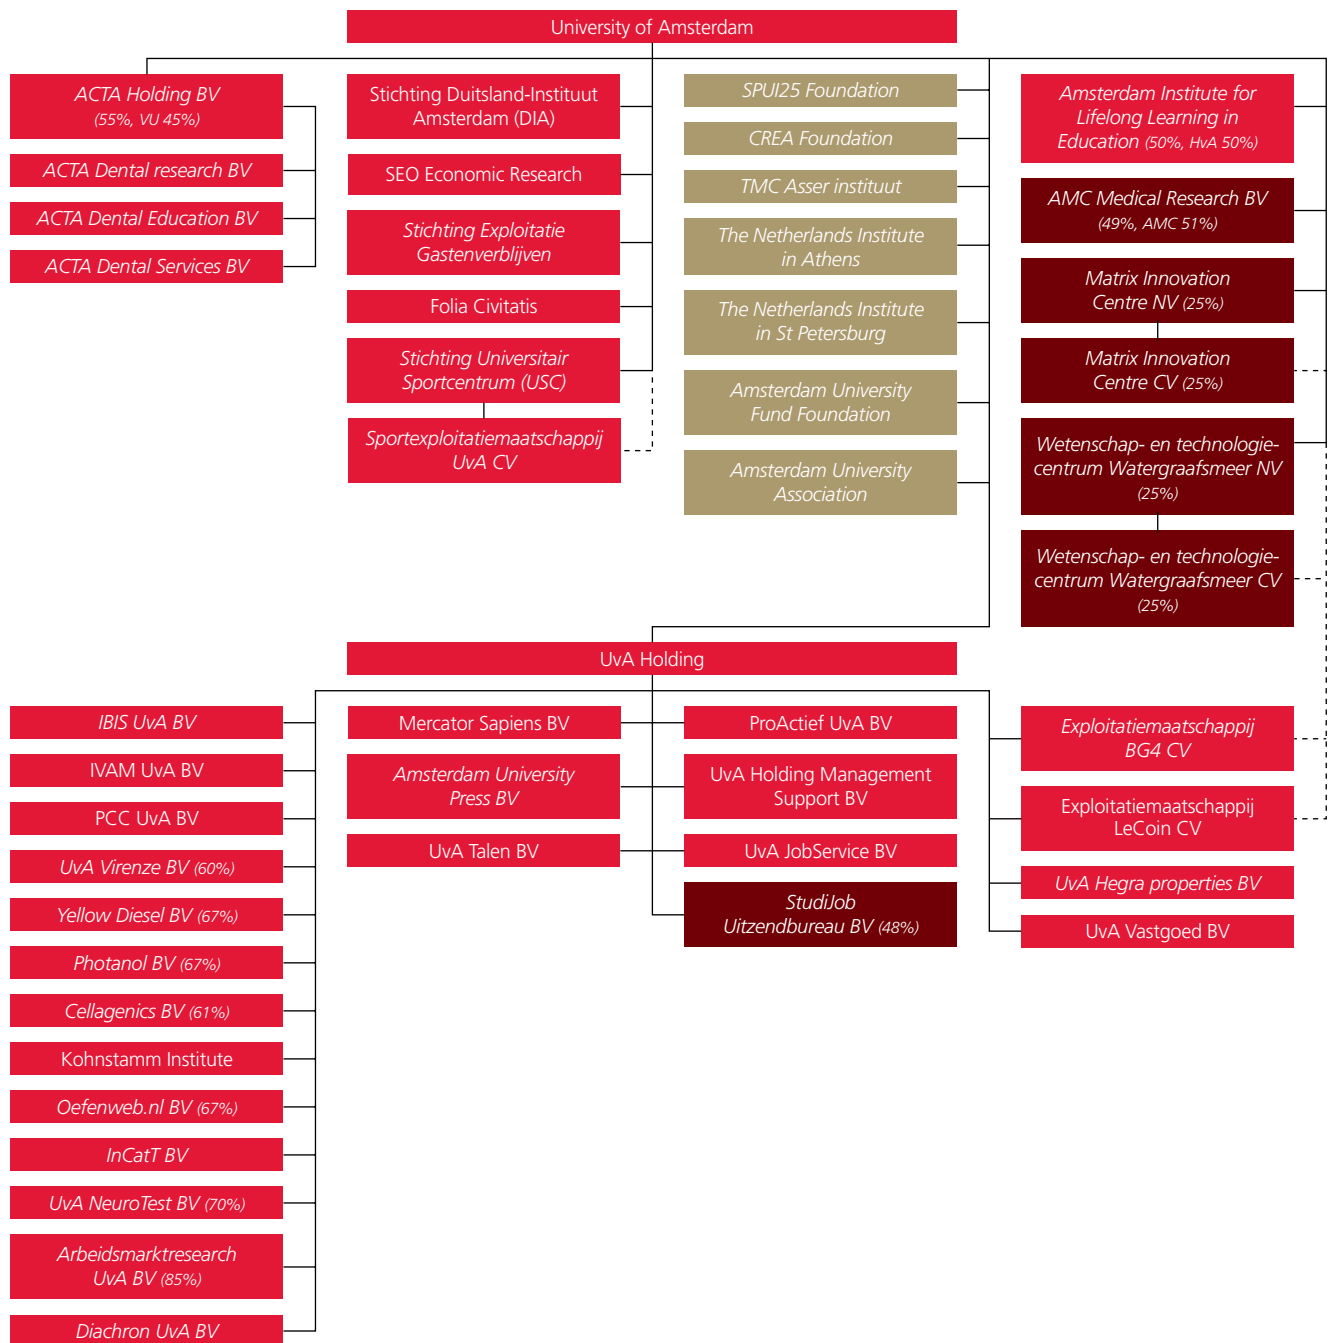 University of Amsterdam
ACTA Holding BV
(55%, VU 45%)
ACTA Dental research BV
ACTA Dental Education BV
ACTA Dental Services BV
Stichting Duitsland-Instituut
Amsterdam (DIA)
SEO Economic Research
Stichting Exploitatie
Gastenverblijven
Folia Civitatis
Stichting Universitair
Sportcentrum (USC)
Sportexploitatiemaatschappij
UvA CV
SPUI25 Foundation
CREA Foundation
TMC Asser instituut
The Netherlands Institute
in Athens
The Netherlands Institute
in St Petersburg
Amsterdam University
Fund Foundation
Amsterdam University
Association
Amsterdam Institute for
Lifelong Learning in
Education (50%, HvA 50%)
AMC Medical Research BV
(49%, AMC 51%)
Matrix Innovation
Centre NV (25%)
Matrix Innovation
Centre CV (25%)
Wetenschap- en technologie-
centrum Watergraafsmeer NV
(25%)
Wetenschap- en technologie-
centrum Watergraafsmeer CV
(25%)
UvA Holding
IBIS UvA BV
IVAM UvA BV
PCC UvA BV
UvA Virenze BV (60%)
Yellow Diesel BV (67%)
Photanol BV (67%)
Cellagenics BV (61%)
Kohnstamm Institute
Oefenweb.nl BV (67%)
InCatT BV
UvA NeuroTest BV (70%)
Arbeidsmarktresearch
UvA BV (85%)
Diachron UvA BV
Mercator Sapiens BV
Amsterdam University
Press BV
UvA Talen BV
ProActief UvA BV
UvA Holding Management
Support BV
UvA JobService BV
StudiJob
Uitzendbureau BV (48%)
Exploitatiemaatschappij
BG4 CV
Exploitatiemaatschappij
LeCoin CV
UvA Hegra properties BV
UvA Vastgoed BV